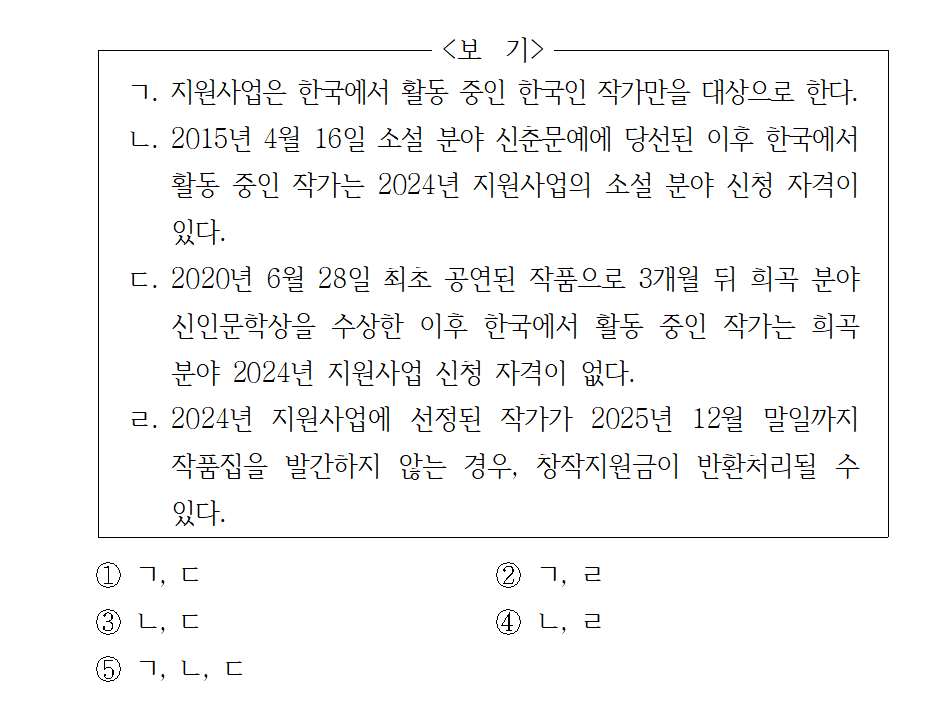 <보 기>
ㄱ. 지원사업은 한국에서 활동 중인 한국인 작가만을 대상으로 한다.
ㄴ. 2015년 4월 16일 소설 분야 신춘문예에 당선된 이후 한국에서
활동 중인 작가는 2024년 지원사업의 소설 분야 신청 자격이
있다.
ㄷ. 2020년 6월 28일 최초 공연된 작품으로 3개월 뒤 희곡 분야
신인문학상을 수상한 이후 한국에서 활동 중인 작가는 희곡
분야 2024년 지원사업 신청 자격이 없다.
ㄹ. 2024년 지원사업에 선정된 작가가 2025년 12월 말일까지
작품집을 발간하지 않는 경우, 창작지원금이 반환처리될 수
있다.
① ㄱ, ㄷ ② ㄱ, ㄹ
③ ㄴ, ㄷ ④ ㄴ, ㄹ
⑤ ㄱ, ㄴ, ㄷ